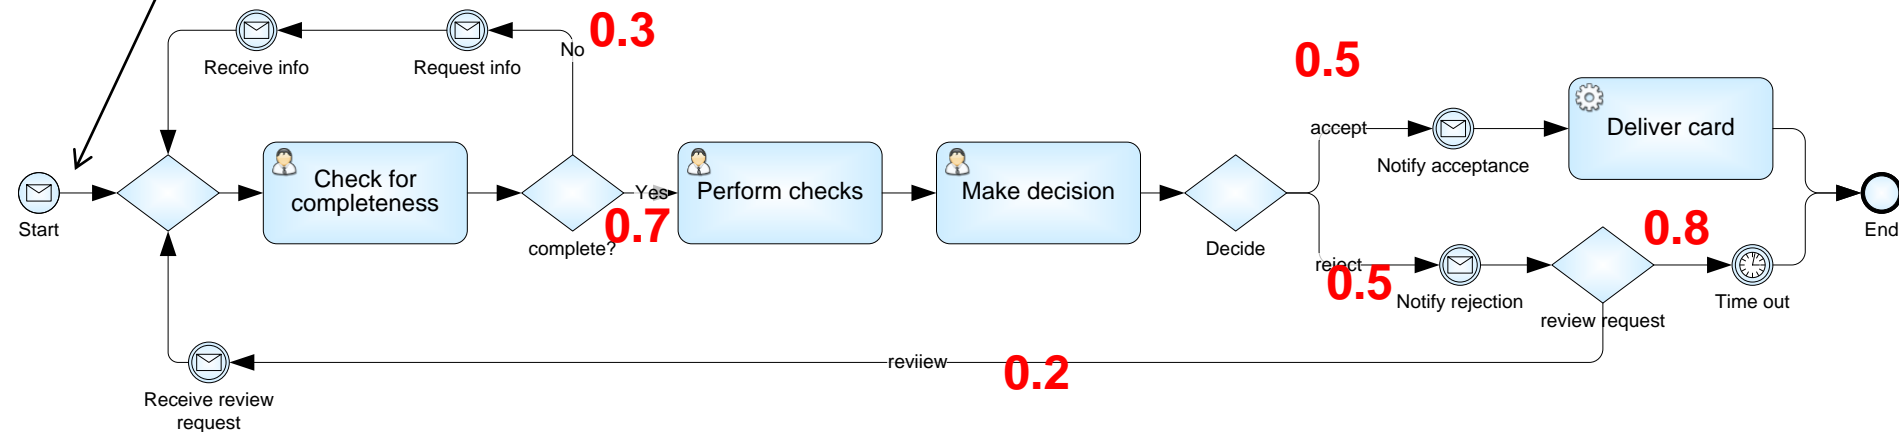 No
0.3
Receive info
Request info
0.5
accept
Notify acceptance
Deliver card
Start
Check for
completeness
complete?
Yes
0.7
Perform checks
Make decision
Decide
reject
0.5
Notify rejection
review request
0.8
Time out
End
reviiew
0.2
Receive review
request